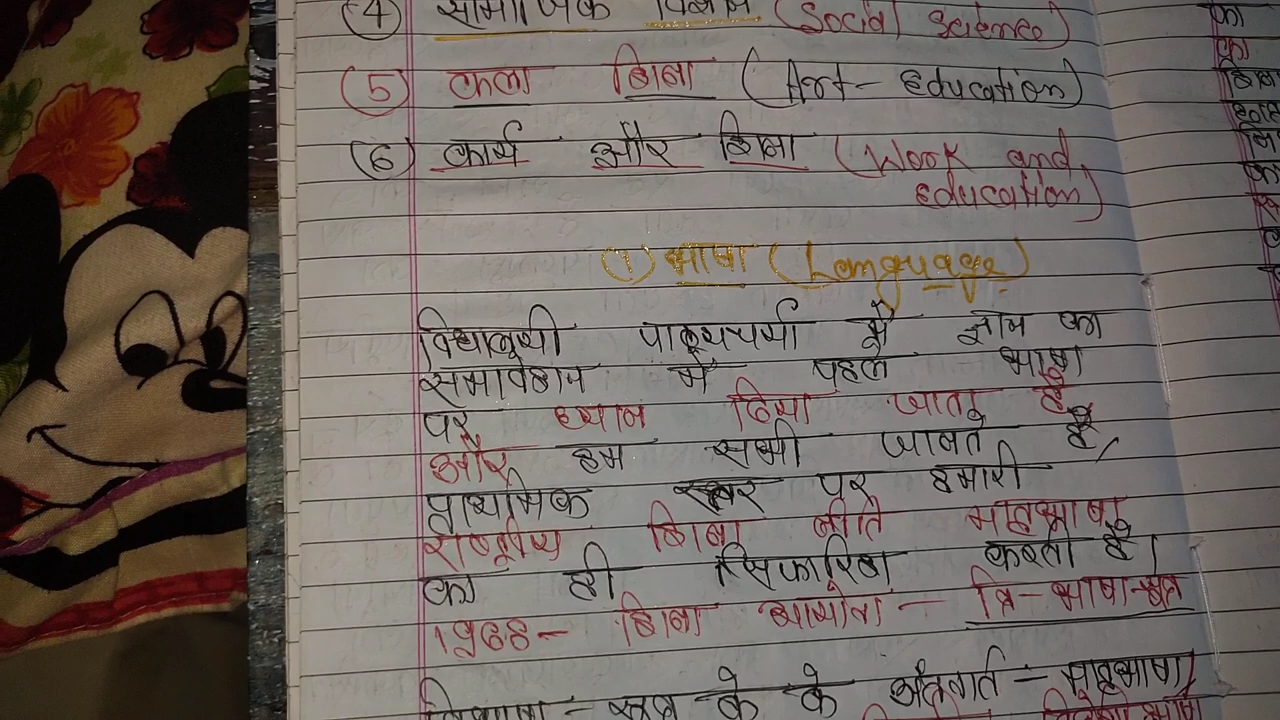 (4) सामाजिक विज्ञान (Social Science)
(5) कला शिक्षा (Art-Education)
(6) कार्य और शिक्षा (Work and
Education)
(1) भाषा (Language)
विद्यालयी पाठ्यचर्या में ज्ञान का
समावेशन में पहले भाषा
पर ध्यान दिया जाता है
और हम सभी जानते हैं,
प्राथमिक स्तर पर हमारी
राष्ट्रीय शिक्षा नीति मातृभाषा
का ही सिफारिश करती है।
1968- शिक्षा आयोग - त्रि-भाषा-सूत्र
के के अंतर्गत - मातृभाषा,
का
का